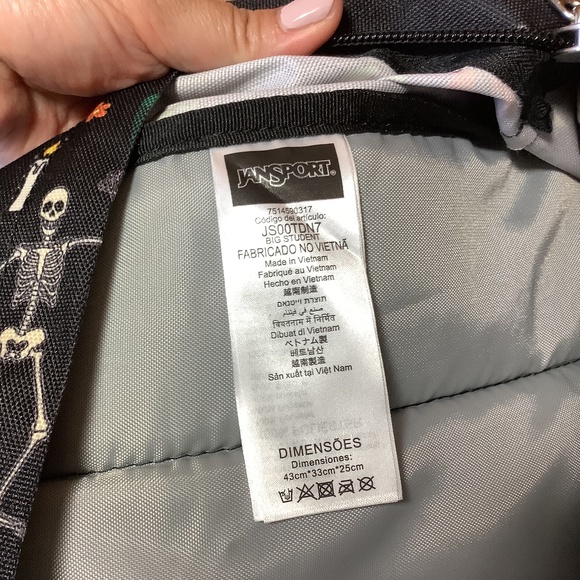 JANSPORT®
7514590317
Código del artículo:
JS00TDN7
BIG STUDENT
FABRICADO NO VIETNÃ
Made in Vietnam
Fabriqué au Vietnam
Hecho en Vietnam
越南制造
תוצרת וייטנאם
صنع في فيتنام
वियतनाम में निर्मित
Dibuat di Vietnam
ベトナム製
베트남산
越南製造
Sản xuất tại Việt Nam
DIMENSÕES
Dimensiones:
43cm*33cm*25cm